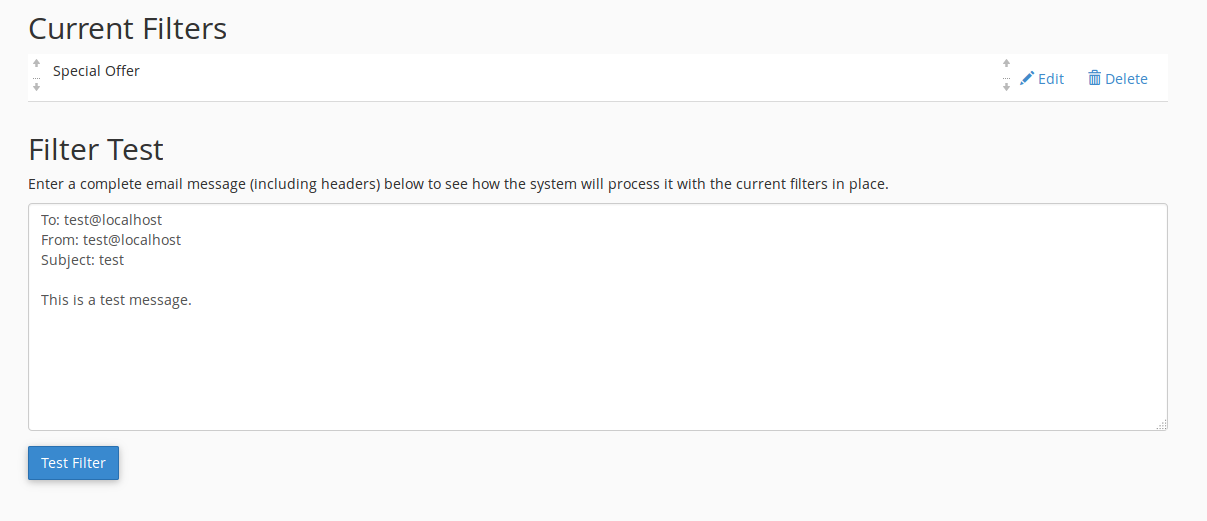 Current Filters
Special Offer
Edit
Delete
Filter Test
Enter a complete email message (including headers) below to see how the system will process it with the current filters in place.
To: test@localhost
From: test@localhost
Subject: test
This is a test message.
Test Filter